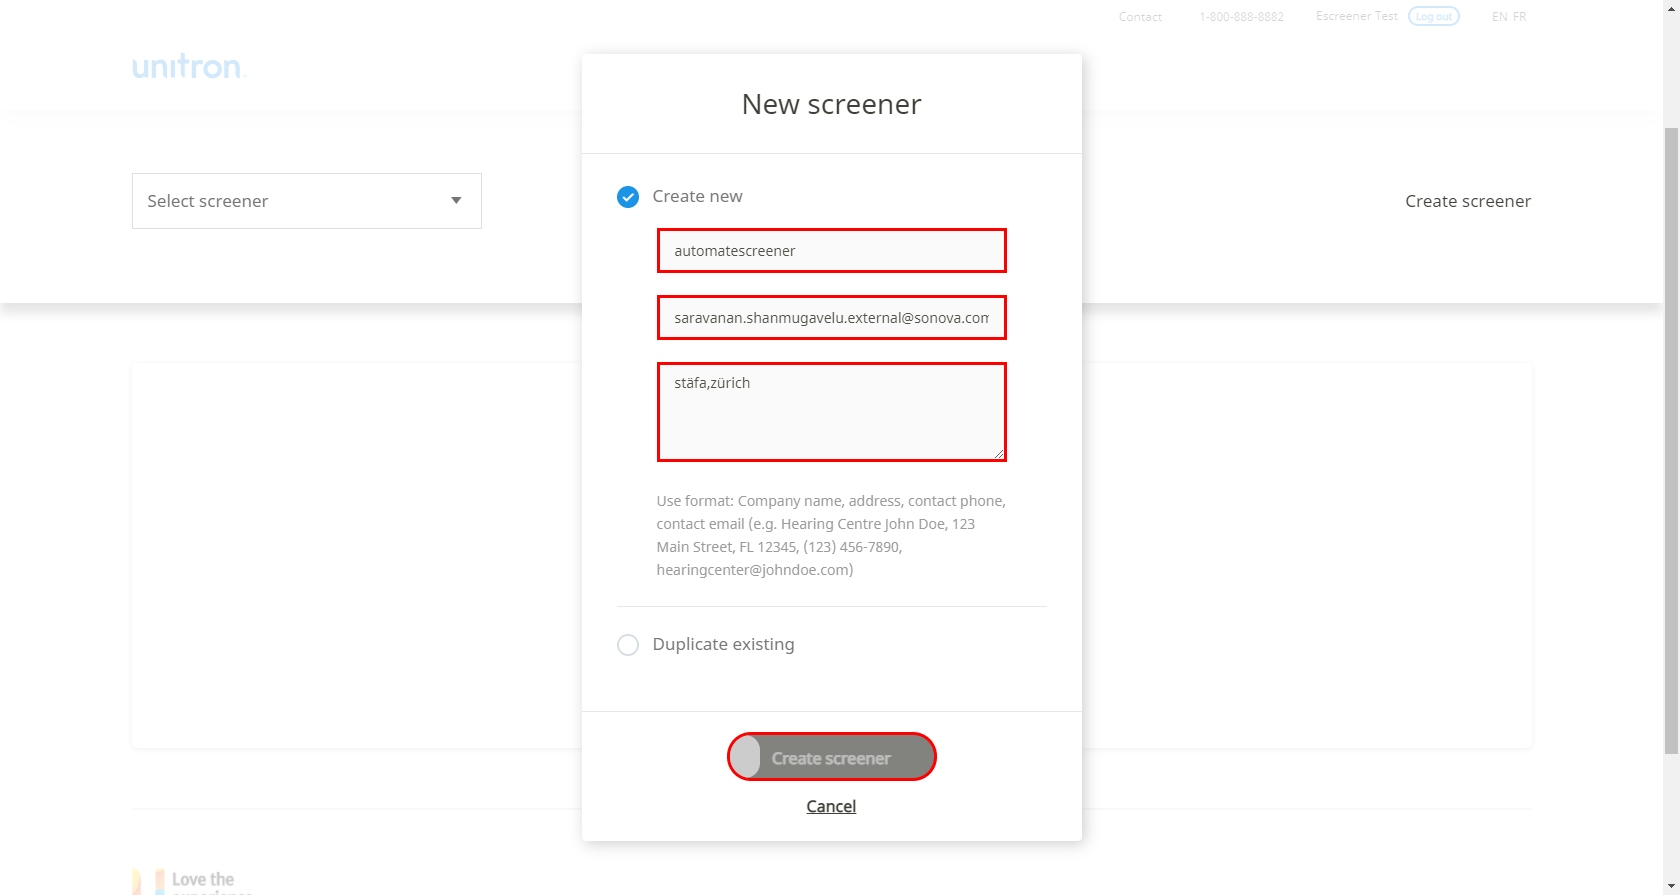 Contact 1-800-888-8882 Escreener Test Log out EN FR
unitron
New screener
Select screener
Create screener
Create new
automatescreener
saravanan.shanmugavelu.external@sonova.com
stäfa,zürich
Use format: Company name, address, contact phone,
contact email (e.g. Hearing Centre John Doe, 123
Main Street, FL 12345, (123) 456-7890,
hearingcenter@johndoe.com)
Duplicate existing
Create screener
Cancel
Love the
experience